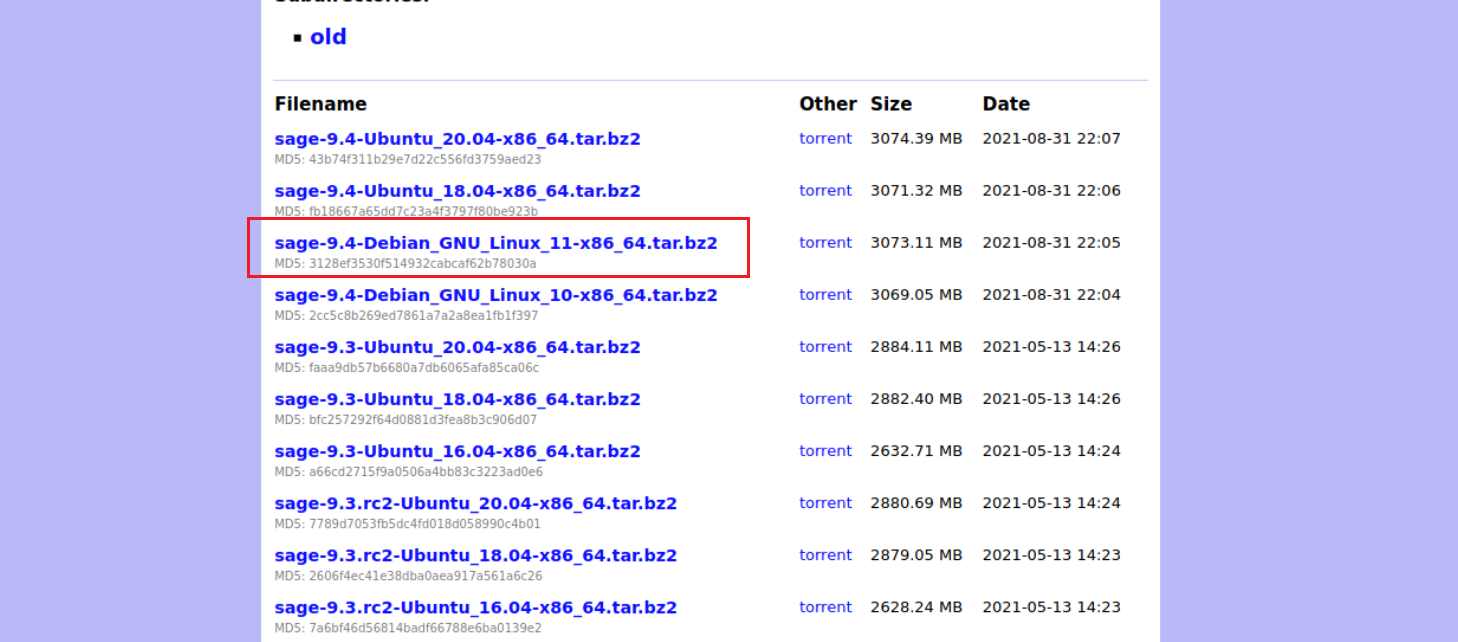 Subdirectories:
old
Filename Other Size Date
sage-9.4-Ubuntu_20.04-x86_64.tar.bz2 torrent 3074.39 MB 2021-08-31 22:07
MD5: 43b74f311b29e7d22c556fd3759aed23
sage-9.4-Ubuntu_18.04-x86_64.tar.bz2 torrent 3071.32 MB 2021-08-31 22:06
MD5: fb18667a65dd7c23a4f3797f80be923b
sage-9.4-Debian_GNU_Linux_11-x86_64.tar.bz2 torrent 3073.11 MB 2021-08-31 22:05
MD5: 3128ef3530f514932cabcaf62b78030a
sage-9.4-Debian_GNU_Linux_10-x86_64.tar.bz2 torrent 3069.05 MB 2021-08-31 22:04
MD5: 2cc5c8b269ed7861a7a2a8ea1fb1f397
sage-9.3-Ubuntu_20.04-x86_64.tar.bz2 torrent 2884.11 MB 2021-05-13 14:26
MD5: faaa9db57b6680a7db6065afa85ca06c
sage-9.3-Ubuntu_18.04-x86_64.tar.bz2 torrent 2882.40 MB 2021-05-13 14:26
MD5: bfc257292f64d0881d3fea8b3c906d07
sage-9.3-Ubuntu_16.04-x86_64.tar.bz2 torrent 2632.71 MB 2021-05-13 14:24
MD5: a66cd2715f9a0506a4bb83c3223ad0e6
sage-9.3.rc2-Ubuntu_20.04-x86_64.tar.bz2 torrent 2880.69 MB 2021-05-13 14:24
MD5: 7789d7053fb5dc4fd018d058990c4b01
sage-9.3.rc2-Ubuntu_18.04-x86_64.tar.bz2 torrent 2879.05 MB 2021-05-13 14:23
MD5: 2606f4ec41e38dba0aea917a561a6c26
sage-9.3.rc2-Ubuntu_16.04-x86_64.tar.bz2 torrent 2628.24 MB 2021-05-13 14:23
MD5: 7a6bf46d56814badf66788e6ba0139e2